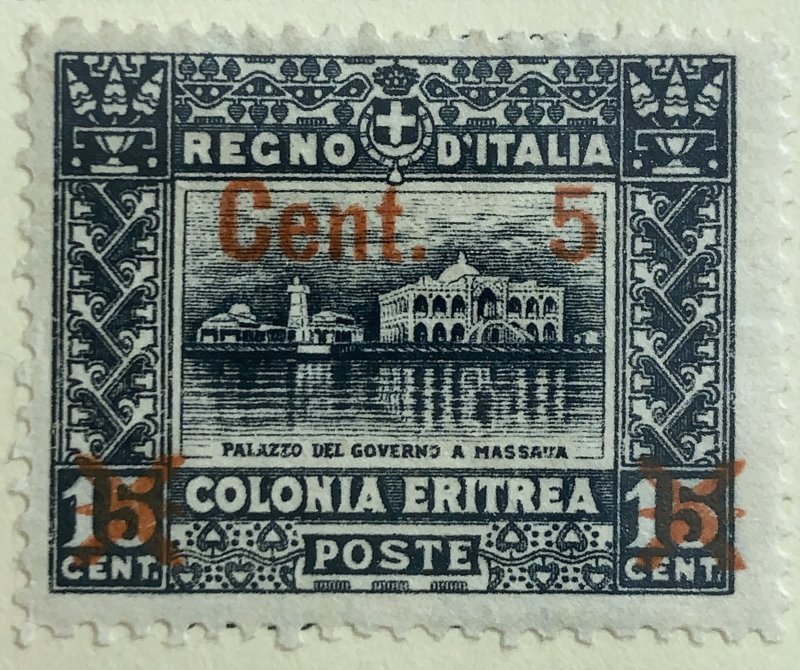 REGNO D'ITALIA
Cent. 5
PALAZZO DEL GOVERNO A MASSAUA
15 COLONIA ERITREA 15
CENT. POSTE CENT.